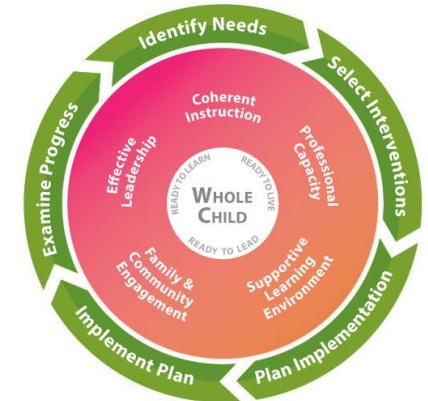 Identify Needs
Select Interventions
Plan Implementation
Implement Plan
Examine Progress
Coherent
Instruction
Professional
Capacity
Supportive
Learning
Environment
Family &
Community
Engagement
Effective
Leadership
READY TO LEARN
READY TO LIVE
READY TO LEAD
WHOLE
CHILD